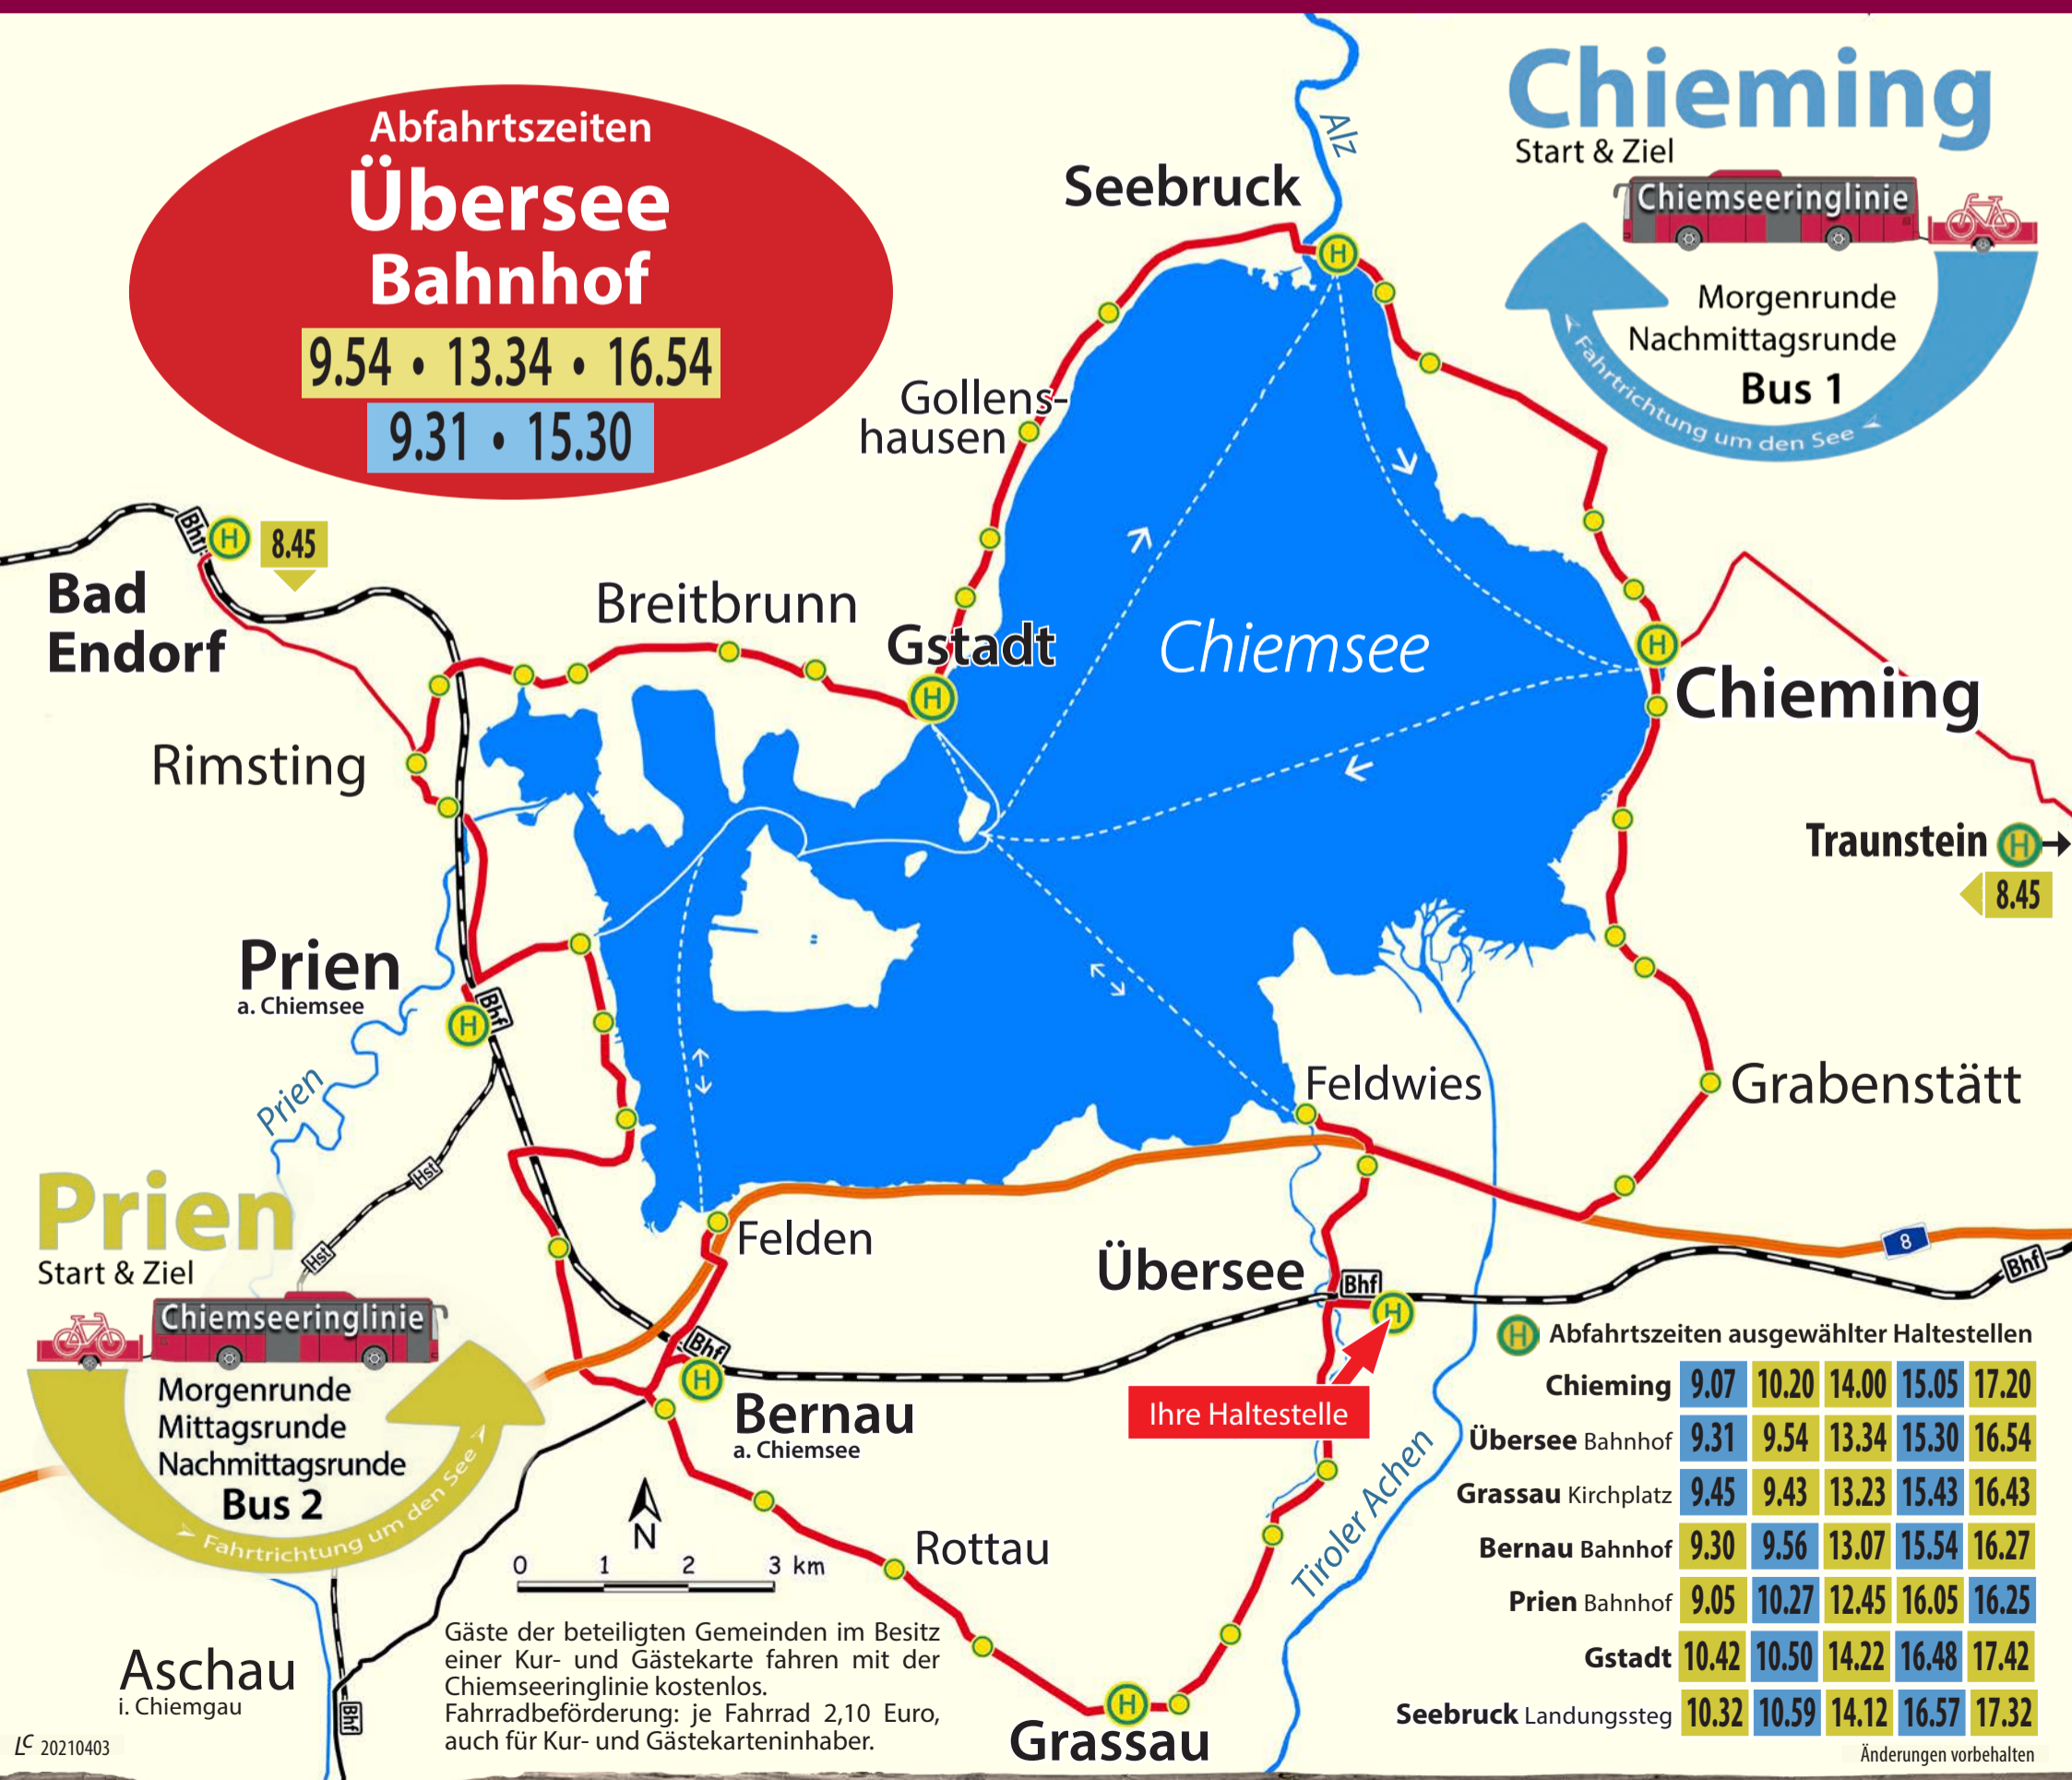 Abfahrtszeiten
Übersee
Bahnhof
9.54 • 13.34 • 16.54
9.31 • 15.30
Chieming
Start & Ziel
Chiemseeringlinie
Morgenrunde
Nachmittagsrunde
Bus 1
Fahrtrichtung um den See
Alz
Seebruck
H
Gollens-
hausen
Bhf
H
8.45
Bad
Endorf
Breitbrunn
Gstadt
H
Chiemsee
H
Chieming
Rimsting
Traunstein H
8.45
Prien
a. Chiemsee
Bhf
H
Prien
Feldwies
Grabenstätt
Hst
Hst
Prien
Start & Ziel
Chiemseeringlinie
Morgenrunde
Mittagsrunde
Nachmittagsrunde
Bus 2
Fahrtrichtung um den See
Felden
Übersee
Bhf
H
8
Bhf
Ihre Haltestelle
Bhf
H
Bernau
a. Chiemsee
Tiroler Achen
N
0 1 2 3 km
Rottau
Gäste der beteiligten Gemeinden im Besitz
einer Kur- und Gästekarte fahren mit der
Chiemseeringlinie kostenlos.
Fahrradbeförderung: je Fahrrad 2,10 Euro,
auch für Kur- und Gästekarteninhaber.
H
Grassau
Aschau
i. Chiemgau
Bhf
LC 20210403
H Abfahrtszeiten ausgewählter Haltestellen
Chieming 9.07 10.20 14.00 15.05 17.20
Übersee Bahnhof 9.31 9.54 13.34 15.30 16.54
Grassau Kirchplatz 9.45 9.43 13.23 15.43 16.43
Bernau Bahnhof 9.30 9.56 13.07 15.54 16.27
Prien Bahnhof 9.05 10.27 12.45 16.05 16.25
Gstadt 10.42 10.50 14.22 16.48 17.42
Seebruck Landungssteg 10.32 10.59 14.12 16.57 17.32
Änderungen vorbehalten